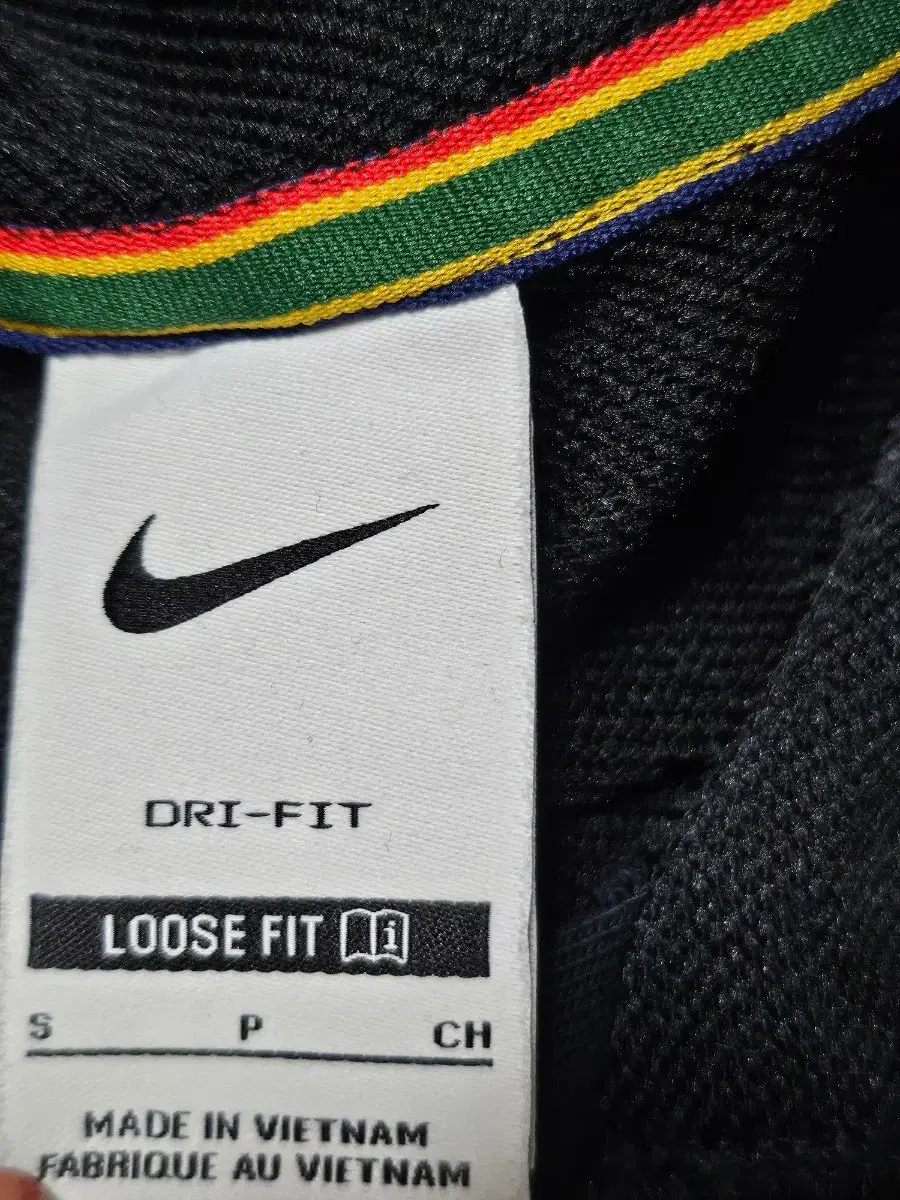 DRI-FIT
LOOSE FIT
S P CH
MADE IN VIETNAM
FABRIQUE AU VIETNAM